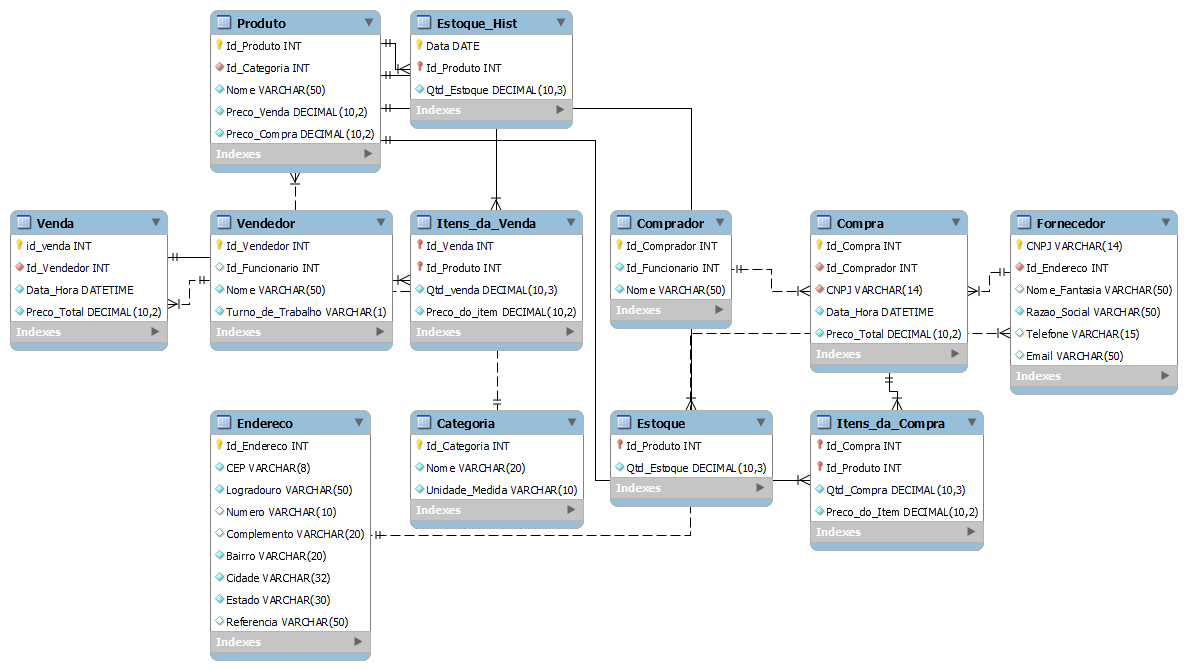 Produto
Id_Produto INT
Id_Categoria INT
Nome VARCHAR(50)
Preco_Venda DECIMAL(10,2)
Preco_Compra DECIMAL(10,2)
Indexes
Estoque_Hist
Data DATE
Id_Produto INT
Qtd_Estoque DECIMAL(10,3)
Indexes
Venda
id_venda INT
Id_Vendedor INT
Data_Hora DATETIME
Preco_Total DECIMAL(10,2)
Indexes
Vendedor
Id_Vendedor INT
Id_Funcionario INT
Nome VARCHAR(50)
Turno_de_Trabalho VARCHAR(1)
Indexes
Itens_da_Venda
Id_Venda INT
Id_Produto INT
Qtd_venda DECIMAL(10,3)
Preco_do_item DECIMAL(10,2)
Indexes
Comprador
Id_Comprador INT
Id_Funcionario INT
Nome VARCHAR(50)
Indexes
Compra
Id_Compra INT
Id_Comprador INT
CNPJ VARCHAR(14)
Data_Hora DATETIME
Preco_Total DECIMAL(10,2)
Indexes
Fornecedor
CNPJ VARCHAR(14)
Id_Endereco INT
Nome_Fantasia VARCHAR(50)
Razao_Social VARCHAR(50)
Telefone VARCHAR(15)
Email VARCHAR(50)
Indexes
Endereco
Id_Endereco INT
CEP VARCHAR(8)
Logradouro VARCHAR(50)
Numero VARCHAR(10)
Complemento VARCHAR(20)
Bairro VARCHAR(20)
Cidade VARCHAR(32)
Estado VARCHAR(30)
Referencia VARCHAR(50)
Indexes
Categoria
Id_Categoria INT
Nome VARCHAR(20)
Unidade_Medida VARCHAR(10)
Indexes
Estoque
Id_Produto INT
Qtd_Estoque DECIMAL(10,3)
Indexes
Itens_da_Compra
Id_Compra INT
Id_Produto INT
Qtd_Compra DECIMAL(10,3)
Preco_do_Item DECIMAL(10,2)
Indexes